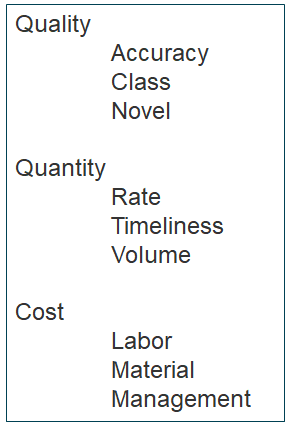 Quality
Accuracy
Class
Novel
Quantity
Rate
Timeliness
Volume
Cost
Labor
Material
Management